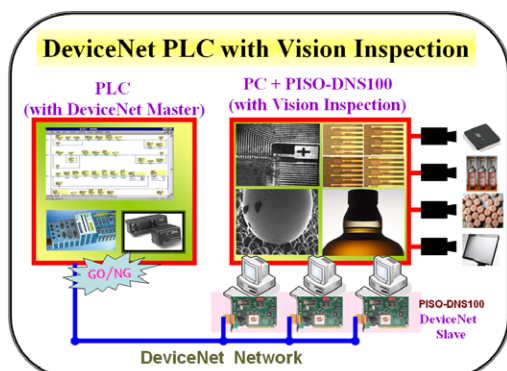 DeviceNet PLC with Vision Inspection
PLC
(with DeviceNet Master)
PC + PISO-DNS100
(with Vision Inspection)
GO/NG
PISO-DNS100
DeviceNet
Slave
DeviceNet Network